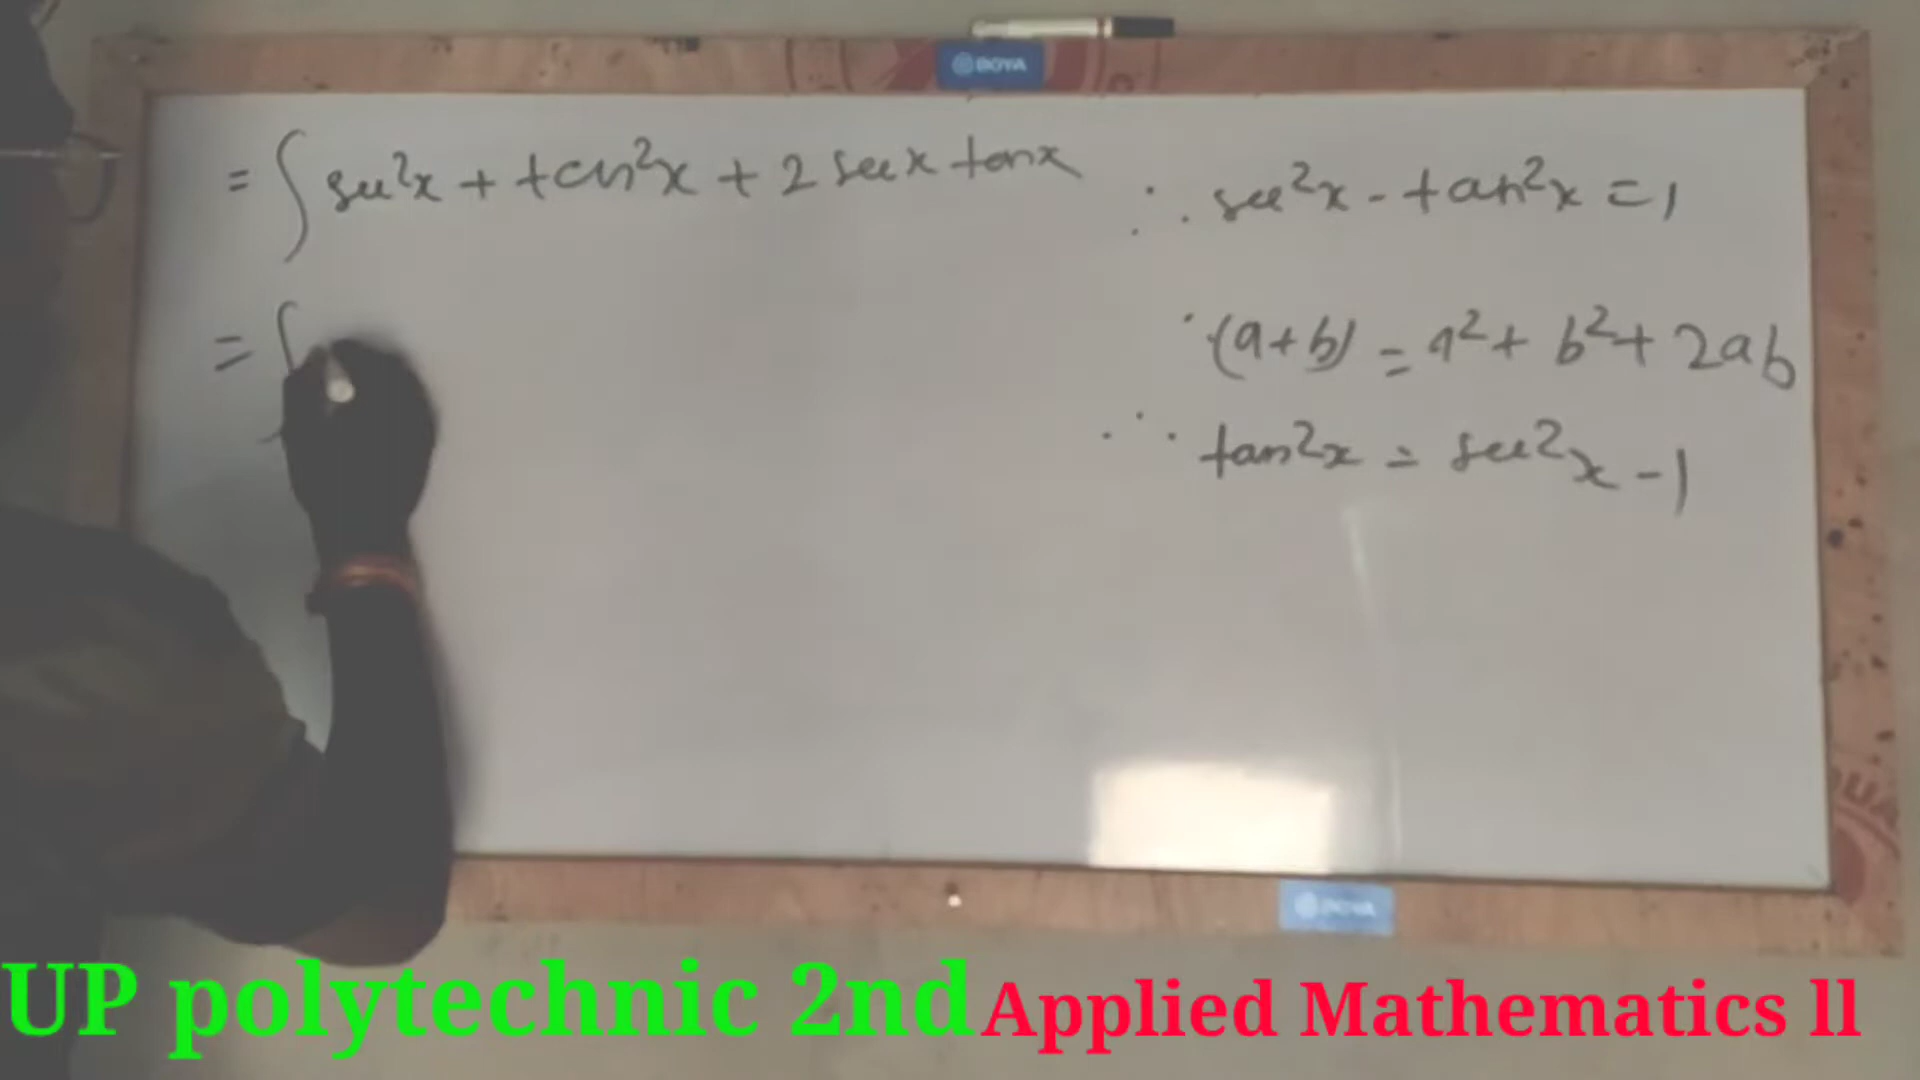 = ∫ sec²x + tan²x + 2 secx tanx
∴ sec²x - tan²x = 1
= ∫
(a+b) = a² + b² + 2ab
∴ tan²x = sec²x - 1
BOYA
BOYA
UP polytechnic 2nd Applied Mathematics ll